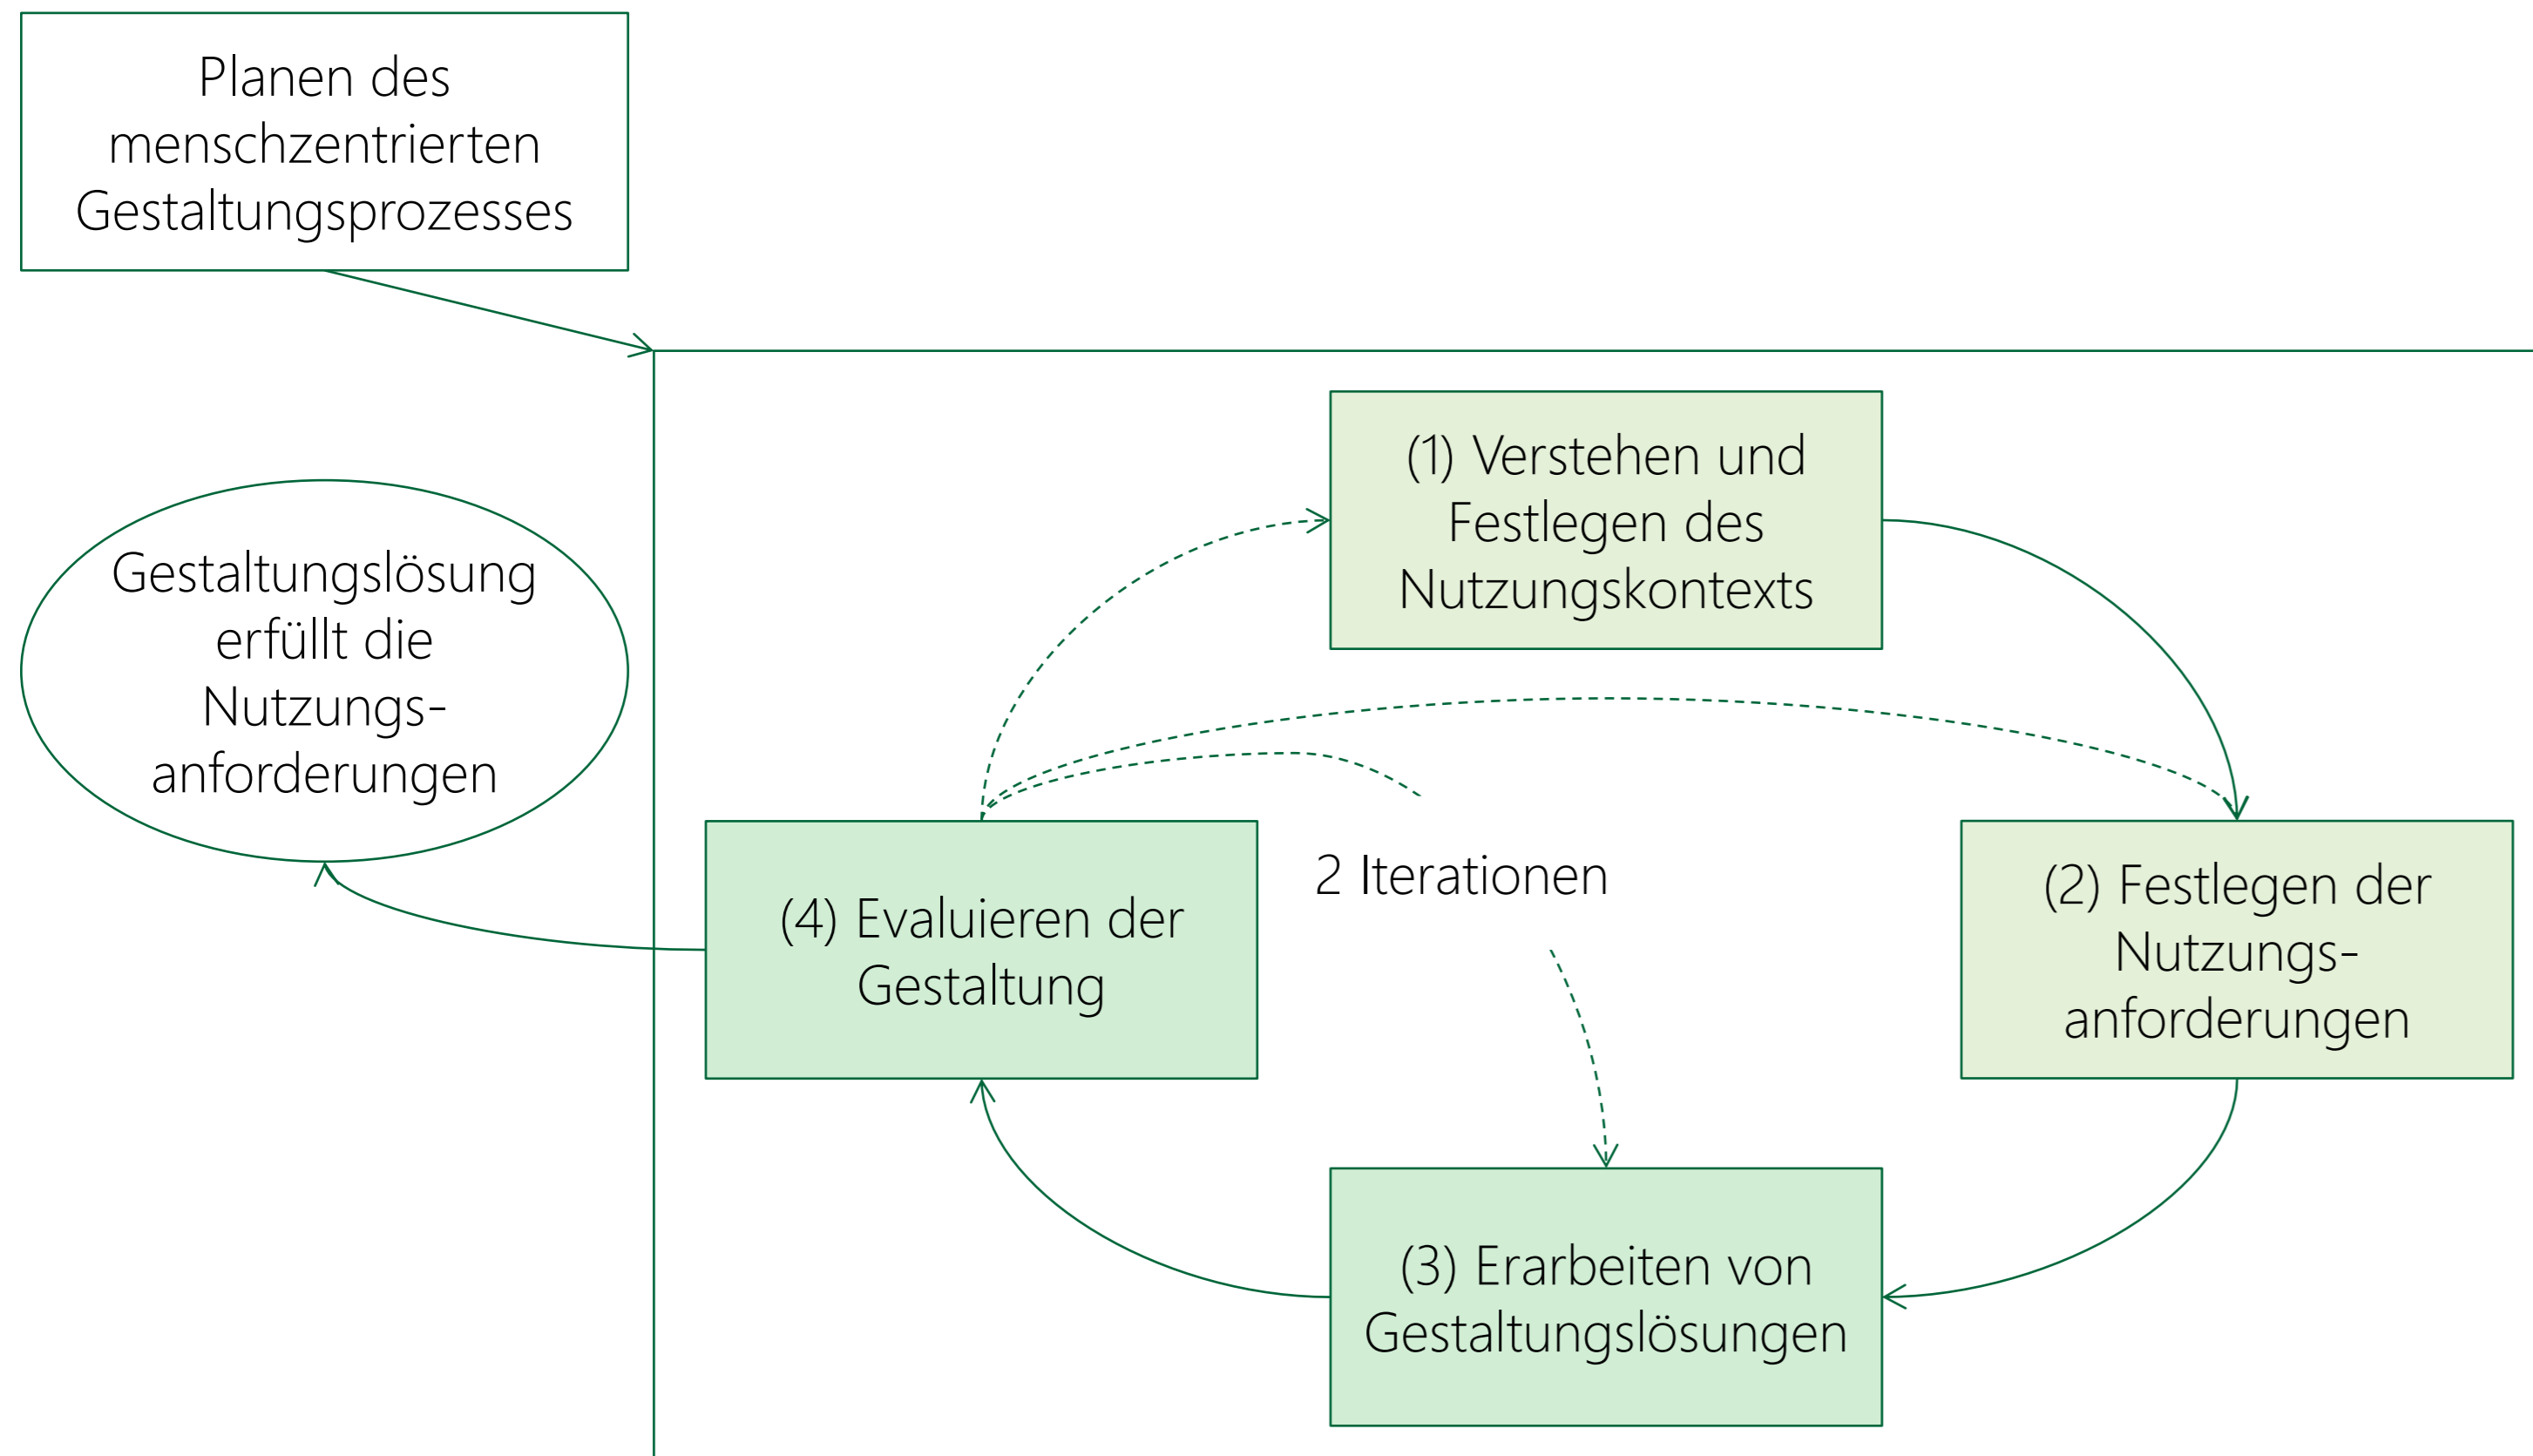 Planen des
menschzentrierten
Gestaltungsprozesses
Gestaltungslösung
erfüllt die
Nutzungs-
anforderungen
(1) Verstehen und
Festlegen des
Nutzungskontexts
(2) Festlegen der
Nutzungs-
anforderungen
2 Iterationen
(4) Evaluieren der
Gestaltung
(3) Erarbeiten von
Gestaltungslösungen